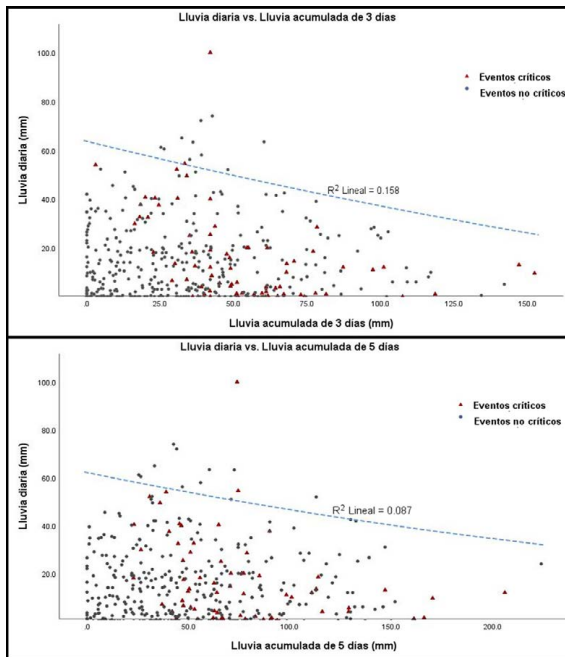 Lluvia diaria vs. Lluvia acumulada de 3 días
Lluvia diaria (mm)
100.0
80.0
60.0
40.0
20.0
Eventos críticos
Eventos no críticos
R² Lineal = 0.158
.0 25.0 50.0 75.0 100.0 125.0 150.0
Lluvia acumulada de 3 días (mm)
Lluvia diaria vs. Lluvia acumulada de 5 días
Lluvia diaria (mm)
100.0
80.0
60.0
40.0
20.0
Eventos críticos
Eventos no críticos
R² Lineal = 0.087
.0 50.0 100.0 150.0 200.0
Lluvia acumulada de 5 días (mm)